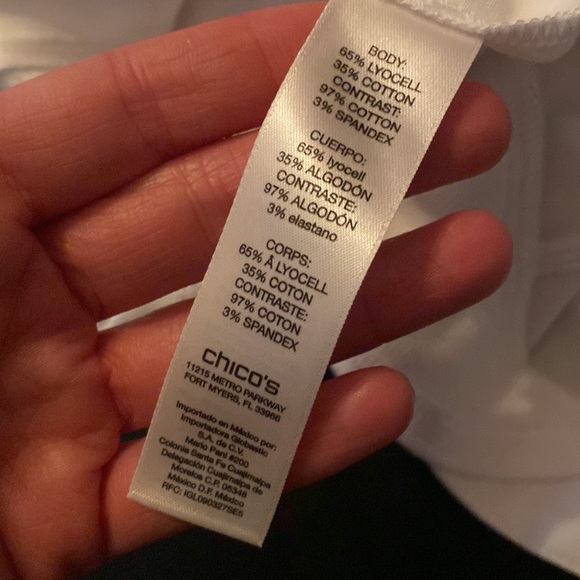 BODY:
65% LYOCELL
35% COTTON
CONTRAST:
97% COTTON
3% SPANDEX
CUERPO:
65% lyocell
35% ALGODÓN
CONTRASTE:
97% ALGODÓN
3% elastano
CORPS:
65% Á LYOCELL
35% COTON
CONTRASTE:
97% COTON
3% SPANDEX
chico's
11215 METRO PARKWAY
FORT MYERS, FL 33966
Importado en México por:
Importadora Globastic
S.A. de C.V.
Mario Pani #200
Colonia Santa Fe Cuajimalpa
Delegación Cuajimalpa de
Morelos C.P. 05348
México D.F. México
RFC: IGL090327SE5